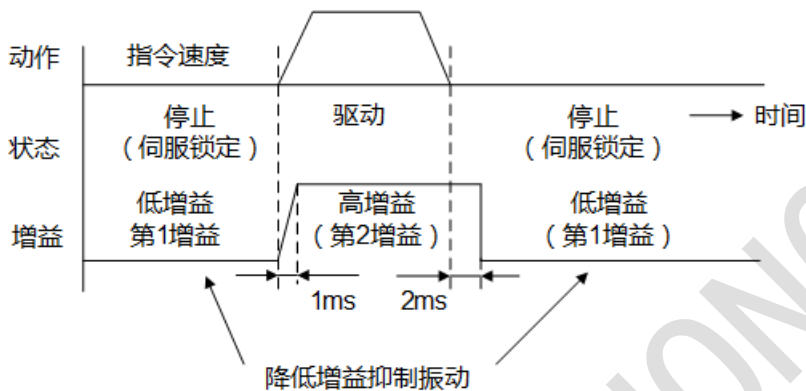 动作
指令速度
停止
（伺服锁定）
驱动
停止
（伺服锁定）
时间
状态
低增益
第1增益
高增益
（第2增益）
低增益
（第1增益）
增益
1ms
2ms
降低增益抑制振动